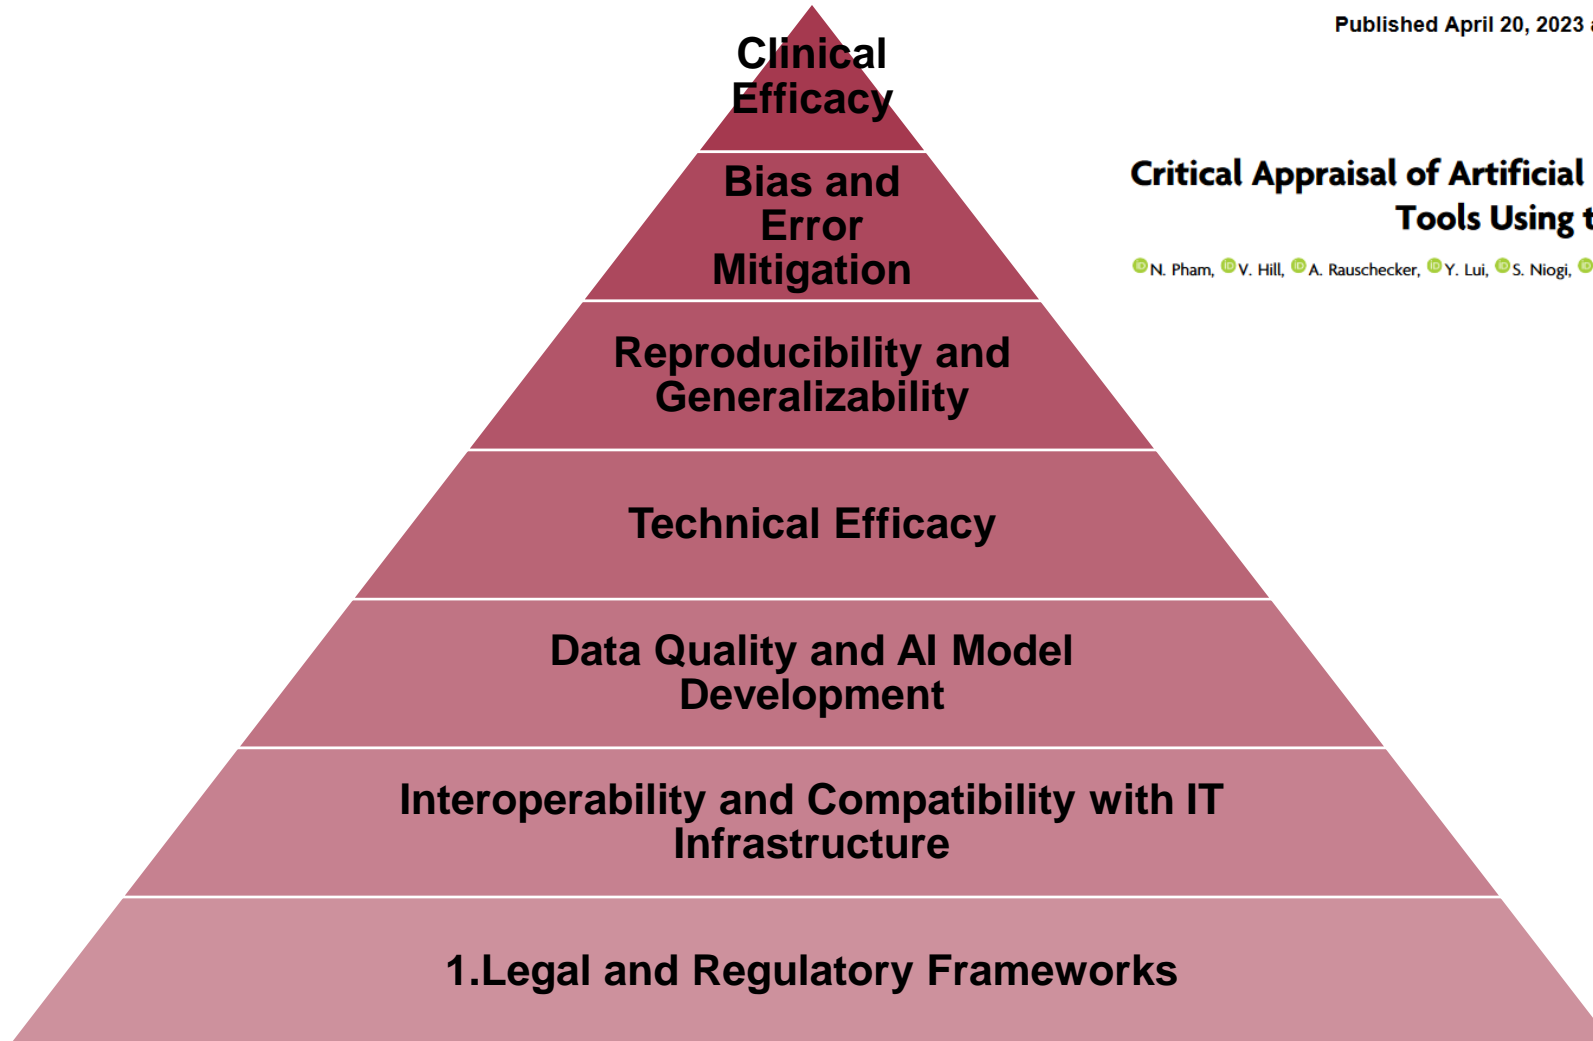 Published April 20, 2023
Clinical
Efficacy
Critical Appraisal of Artificial
Tools Using
N. Pham, V. Hill, A. Rauschecker, Y. Lui, S. Niogi,
Bias and
Error
Mitigation
Reproducibility and
Generalizability
Technical Efficacy
Data Quality and AI Model
Development
Interoperability and Compatibility with IT
Infrastructure
1.Legal and Regulatory Frameworks